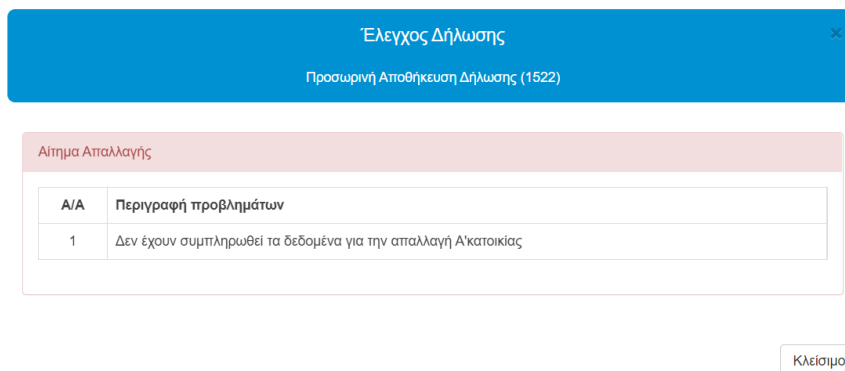 Έλεγχος Δήλωσης
×
Προσωρινή Αποθήκευση Δήλωσης (1522)
Αίτημα Απαλλαγής
Α/Α Περιγραφή προβλημάτων
1 Δεν έχουν συμπληρωθεί τα δεδομένα για την απαλλαγή Α'κατοικίας
Κλείσιμο